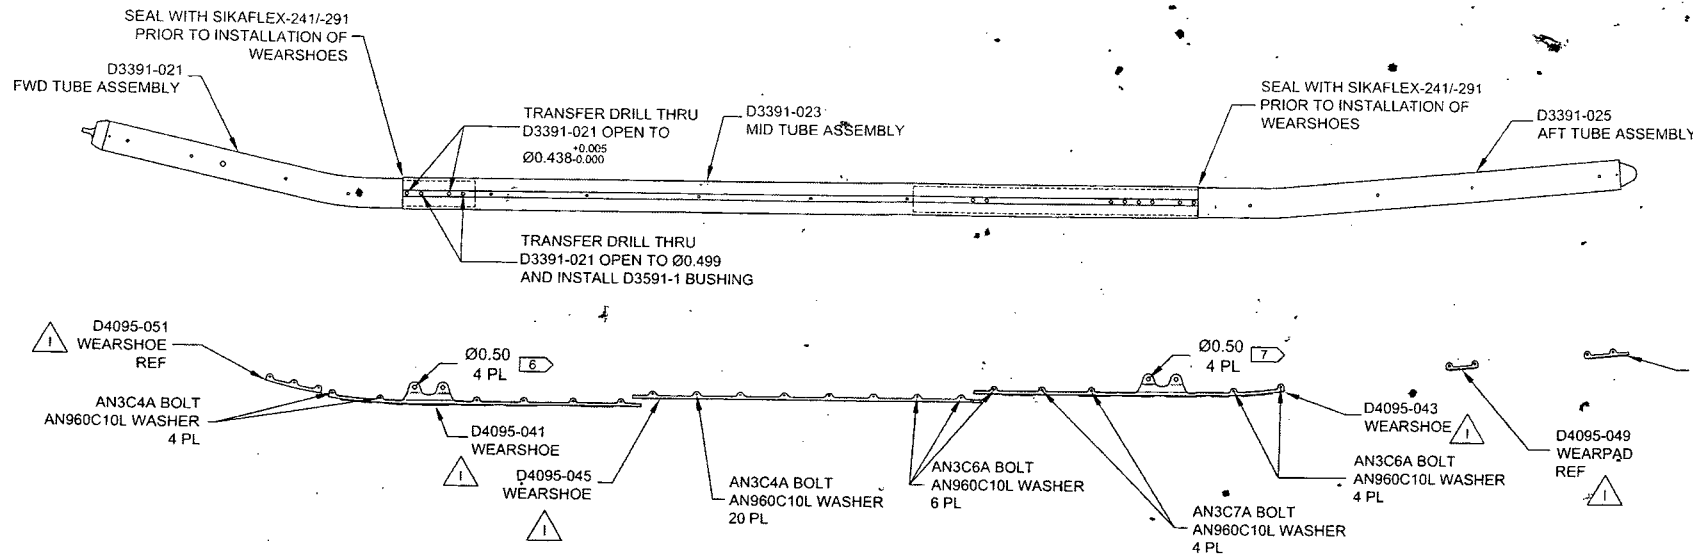 SEAL WITH SIKAFLEX-241/-291
PRIOR TO INSTALLATION OF
WEARSHOES
D3391-021
FWD TUBE ASSEMBLY
TRANSFER DRILL THRU
D3391-021 OPEN TO
Ø0.438 +0.005 -0.000
D3391-023
MID TUBE ASSEMBLY
SEAL WITH SIKAFLEX-241/-291
PRIOR TO INSTALLATION OF
WEARSHOES
D3391-025
AFT TUBE ASSEMBLY
TRANSFER DRILL THRU
D3391-021 OPEN TO Ø0.499
AND INSTALL D3591-1 BUSHING
D4095-051
WEARSHOE
REF
1
Ø0.50
4 PL
6
Ø0.50
4 PL
7
AN3C4A BOLT
AN960C10L WASHER
4 PL
D4095-041
WEARSHOE
1
D4095-045
WEARSHOE
1
AN3C4A BOLT
AN960C10L WASHER
20 PL
AN3C6A BOLT
AN960C10L WASHER
6 PL
AN3C7A BOLT
AN960C10L WASHER
4 PL
AN3C6A BOLT
AN960C10L WASHER
4 PL
D4095-043
WEARSHOE
1
D4095-049
WEARPAD
REF
1